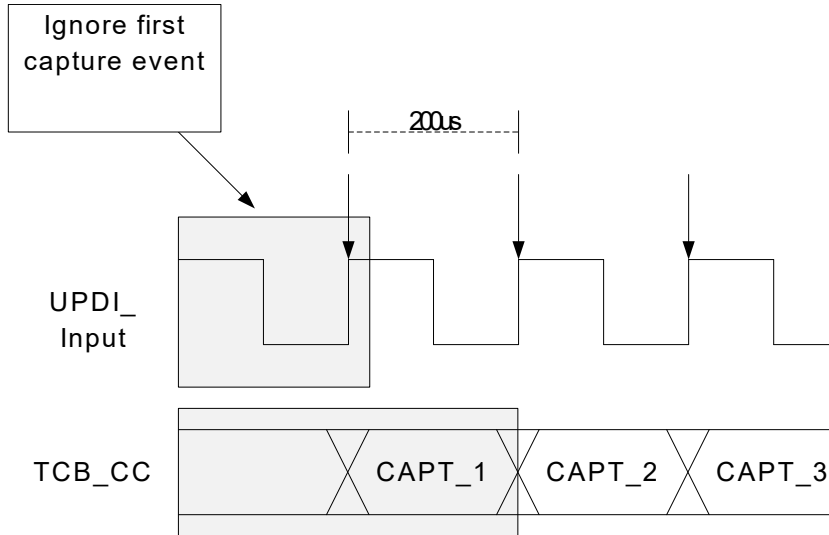 Ignore first
capture event
200us
UPDI_
Input
TCB_CC
CAPT_1
CAPT_2
CAPT_3